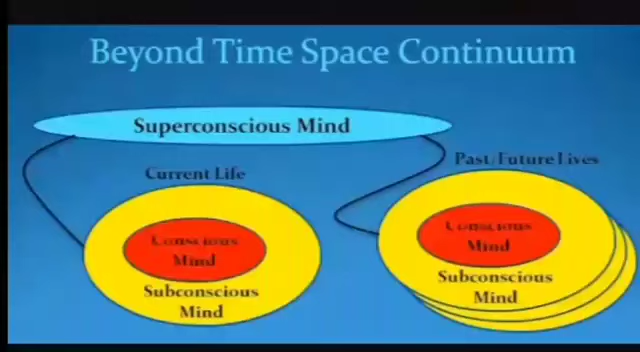 Beyond Time Space Continuum
Superconscious Mind
Current Life
Conscious
Mind
Subconscious
Mind
Past/Future Lives
Conscious
Mind
Subconscious
Mind